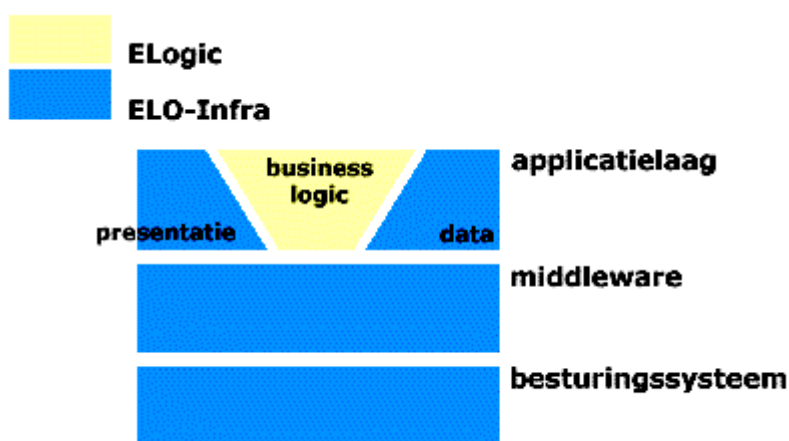 ELogic
ELO-Infra
business
logic
applicatielaag
presentatie
data
middleware
besturingssysteem